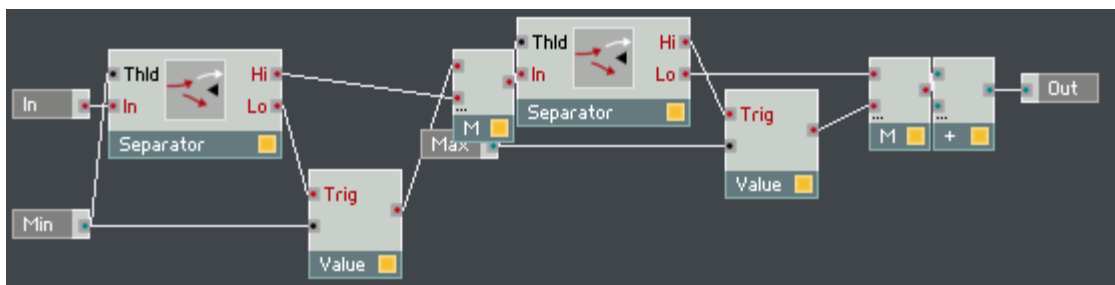 In
Min
Thld
In
Hi
Lo
Separator
Trig
Value
...
M
Max
Thld
In
Hi
Lo
Separator
Trig
Value
...
M
...
+
Out